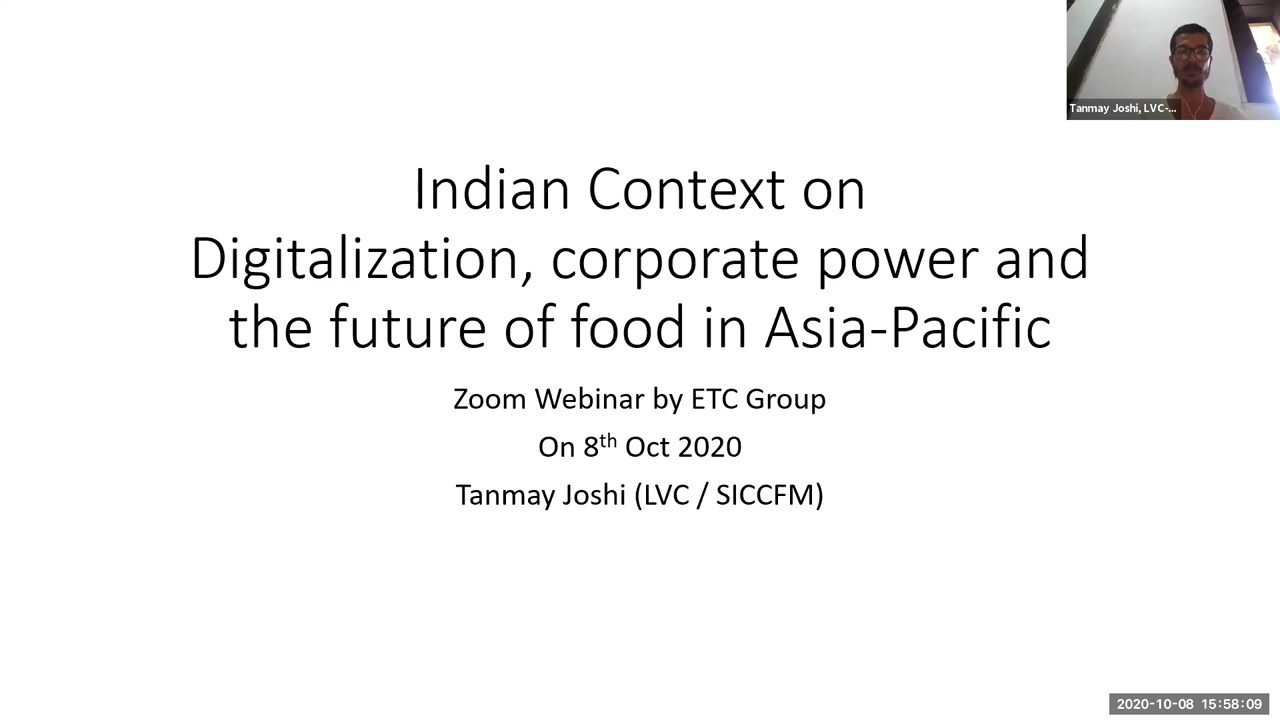 Tanmay Joshi, LVC-...
Indian Context on
Digitalization, corporate power and
the future of food in Asia-Pacific
Zoom Webinar by ETC Group
On 8th Oct 2020
Tanmay Joshi (LVC / SICCFM)
2020-10-08 15:58:09